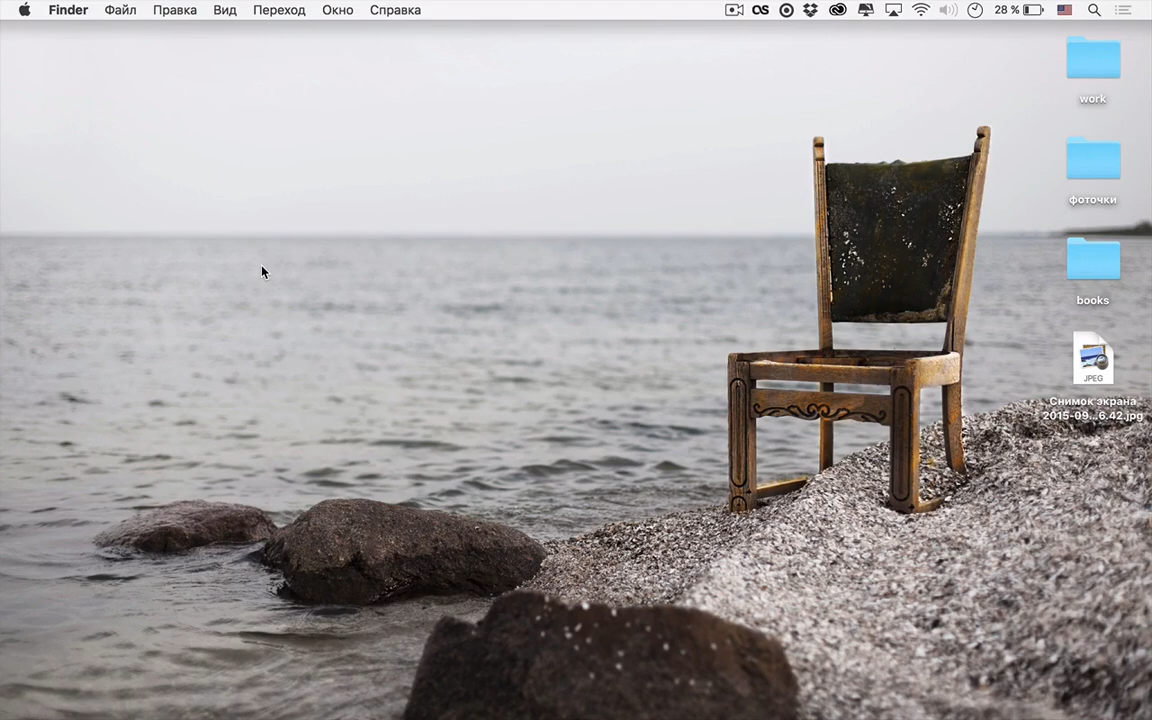 Finder Файл Правка Вид Переход Окно Справка 28 %
work
фоточки
books
JPEG
Снимок экрана
2015-09...6.42.jpg